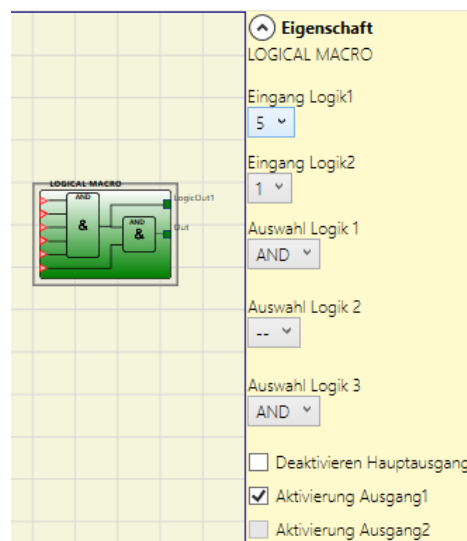 Eigenschaft
LOGICAL MACRO
Eingang Logik1
5
Eingang Logik2
1
LOGICAL MACRO
AND
&
LogicOut1
AND
&
Out
Auswahl Logik 1
AND
Auswahl Logik 2
--
Auswahl Logik 3
AND
Deaktivieren Hauptausgang
Aktivierung Ausgang1
Aktivierung Ausgang2